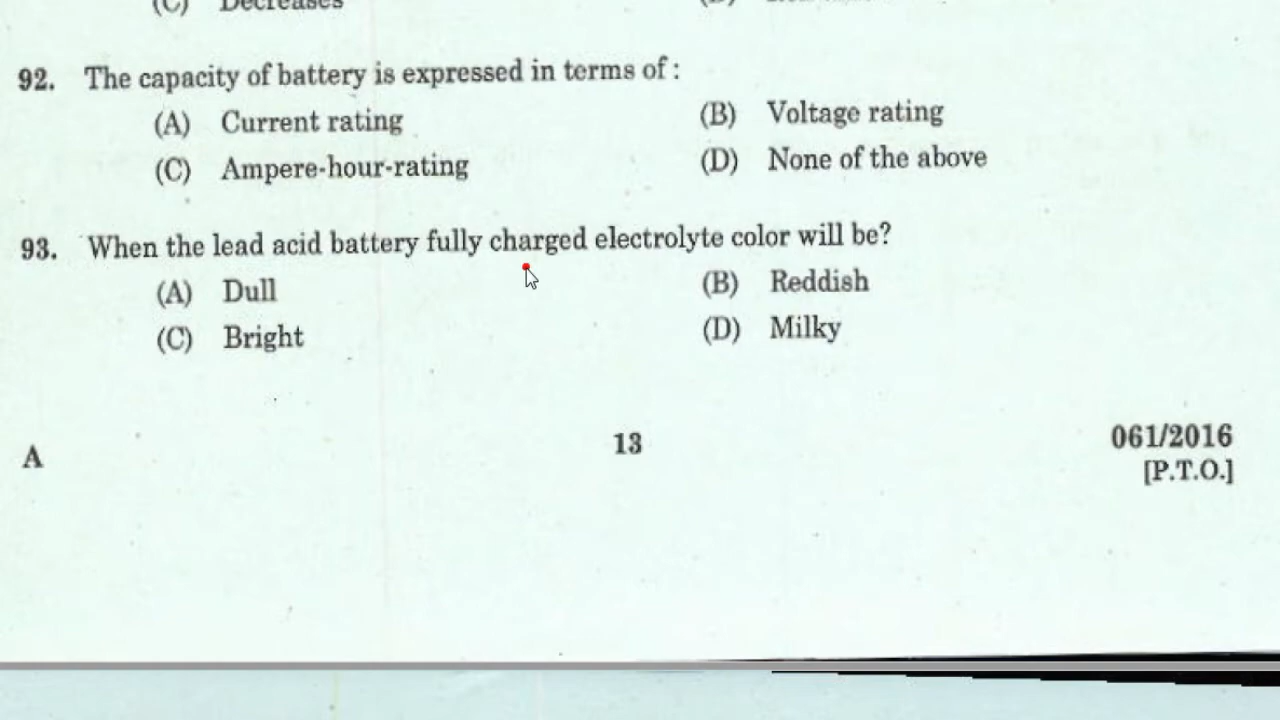 (C) Decreases
92. The capacity of battery is expressed in terms of :
(A) Current rating (B) Voltage rating
(C) Ampere-hour-rating (D) None of the above
93. When the lead acid battery fully charged electrolyte color will be?
(A) Dull (B) Reddish
(C) Bright (D) Milky
A 13 061/2016
[P.T.O.]